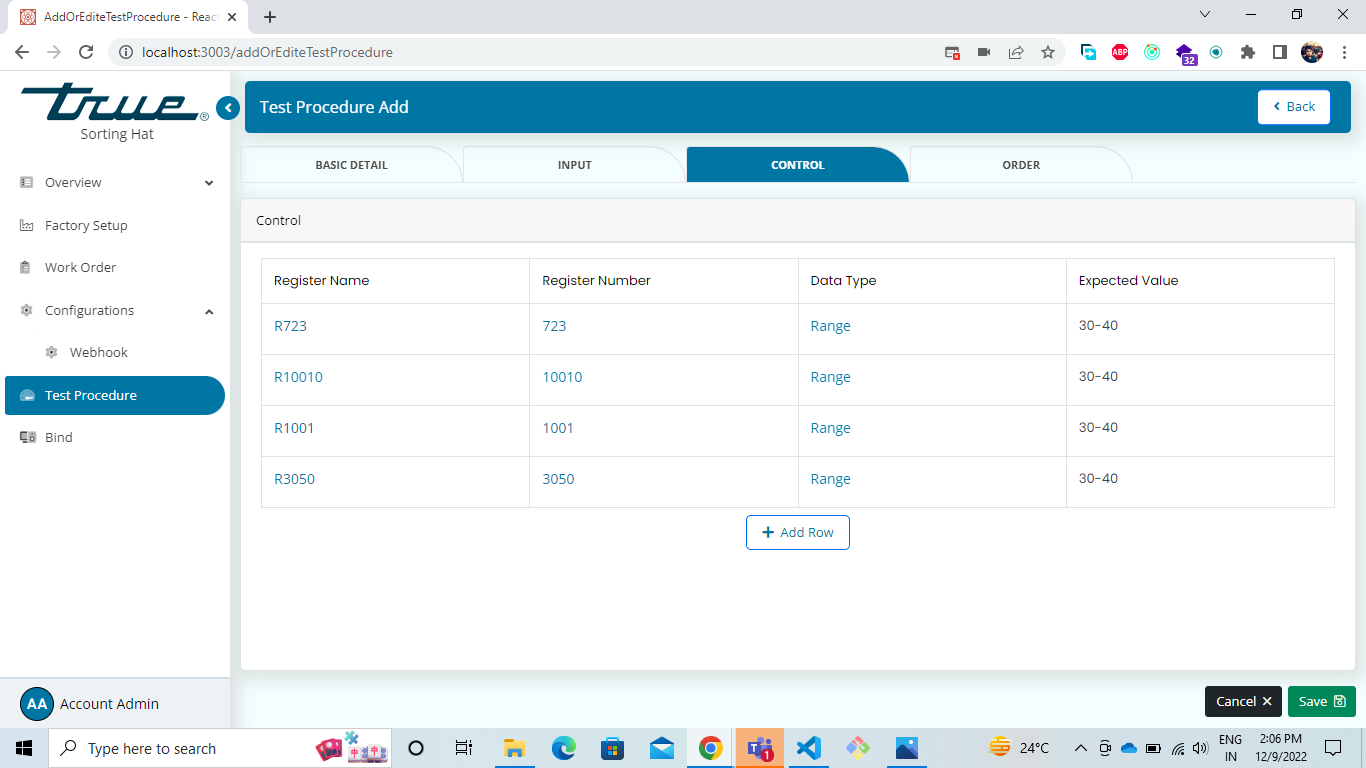 AddOrEditeTestProcedure - Reac
localhost:3003/addOrEditeTestProcedure
ABP
32
true®
Sorting Hat
Overview
Factory Setup
Work Order
Configurations
Webhook
Test Procedure
Bind
AA Account Admin
Test Procedure Add
Back
BASIC DETAIL INPUT CONTROL ORDER
Control
Register Name Register Number Data Type Expected Value
R723 723 Range 30-40
R10010 10010 Range 30-40
R1001 1001 Range 30-40
R3050 3050 Range 30-40
+ Add Row
Cancel
Save
Type here to search
1
24°C
ENG
IN
2:06 PM
12/9/2022